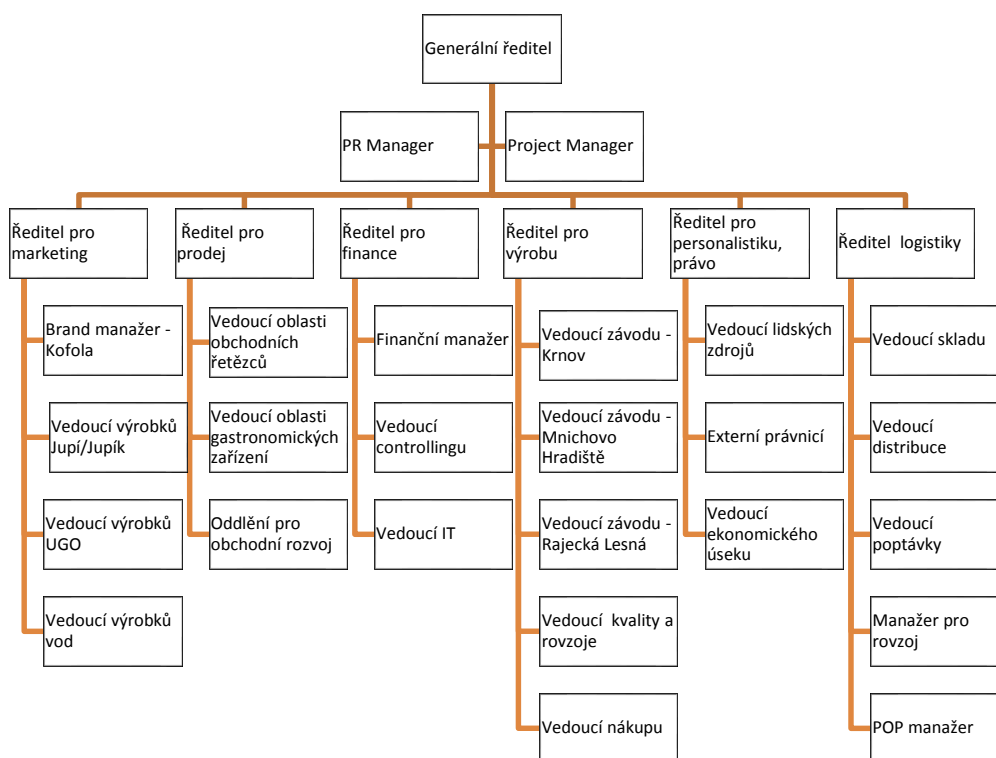 Generální ředitel
PR Manager
Project Manager
Ředitel pro
marketing
Ředitel pro
prodej
Ředitel pro
finance
Ředitel pro
výrobu
Ředitel pro
personalistiku,
právo
Ředitel  logistiky
Brand manažer -
Kofola
Vedoucí výrobků
Jupí/Jupík
Vedoucí výrobků
UGO
Vedoucí výrobků
vod
Vedoucí oblasti
obchodních
řetězců
Vedoucí oblasti
gastronomických
zařízení
Oddlění pro
obchodní rozvoj
Finanční manažer
Vedoucí
controllingu
Vedoucí IT
Vedoucí závodu -
Krnov
Vedoucí závodu -
Mnichovo
Hradiště
Vedoucí závodu -
Rajecká Lesná
Vedoucí  kvality a
rovzoje
Vedoucí nákupu
Vedoucí lidských
zdrojů
Externí právnicí
Vedoucí
ekonomického
úseku
Vedoucí skladu
Vedoucí
distribuce
Vedoucí
poptávky
Manažer pro
rovzoj
POP manažer